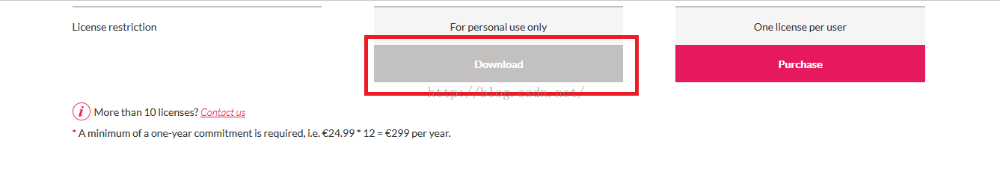 License restriction
For personal use only
One license per user
Download
Purchase
http://blog.csdn.net/
i More than 10 licenses? Contact us
* A minimum of a one-year commitment is required, i.e. €24.99 * 12 = €299 per year.